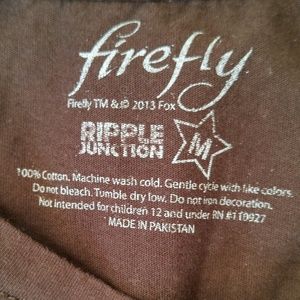 firefly
Firefly TM & © 2013 Fox
RIPPLE
JUNCTION
M
100% Cotton. Machine wash cold. Gentle cycle with like colors.
Do not bleach. Tumble dry low. Do not iron decoration.
Not intended for children 12 and under RN #119927
MADE IN PAKISTAN